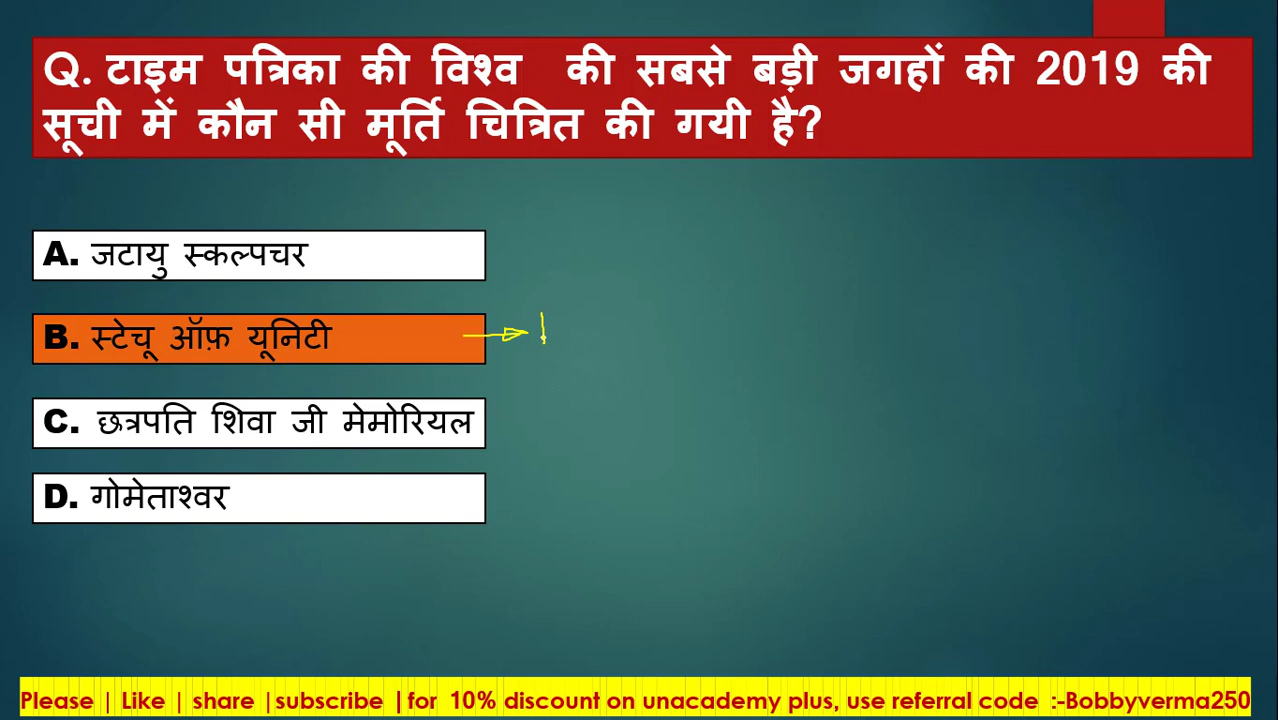 Q. टाइम पत्रिका की विश्व की सबसे बड़ी जगहों की 2019 की
सूची में कौन सी मूर्ति चित्रित की गयी है?
A. जटायु स्कल्पचर
B. स्टेचू ऑफ़ यूनिटी
C. छत्रपति शिवा जी मेमोरियल
D. गोमेताश्वर
Please | Like | share |subscribe |for 10% discount on unacademy plus, use referral code :-Bobbyverma250